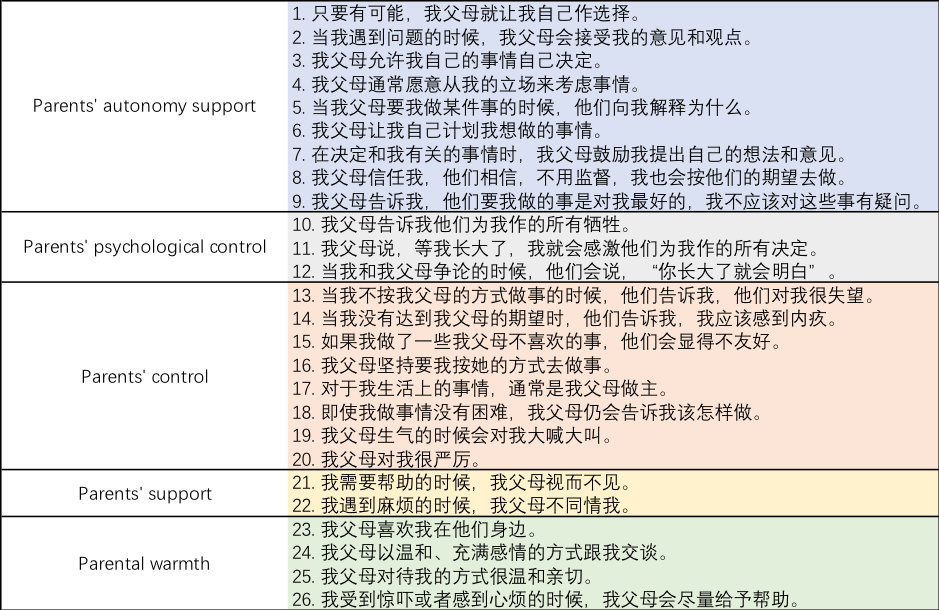 Parents' autonomy support
1. 只要有可能，我父母就让我自己作选择。
2. 当我遇到问题的时候，我父母会接受我的意见和观点。
3. 我父母允许我自己的事情自己决定。
4. 我父母通常愿意从我的立场来考虑事情。
5. 当我父母要我做某件事的时候，他们向我解释为什么。
6. 我父母让我自己计划我想做的事情。
7. 在决定和我有关的事情时，我父母鼓励我提出自己的想法和意见。
8. 我父母信任我，他们相信，不用监督，我也会按他们的期望去做。
9. 我父母告诉我，他们要我做的事是对我最好的，我不应该对这些事有疑问。
Parents' psychological control
10. 我父母告诉我他们为我作的所有牺牲。
11. 我父母说，等我长大了，我就会感激他们为我作的所有决定。
12. 当我和我父母争论的时候，他们会说，“你长大了就会明白”。
Parents' control
13. 当我不按我父母的方式做事的时候，他们告诉我，他们对我很失望。
14. 当我没有达到我父母的期望时，他们告诉我，我应该感到内疚。
15. 如果我做了一些我父母不喜欢的事，他们会显得不友好。
16. 我父母坚持要我按她的方式去做事。
17. 对于我生活上的事情，通常是我父母做主。
18. 即使我做事情没有困难，我父母仍会告诉我该怎样做。
19. 我父母生气的时候会对我大喊大叫。
20. 我父母对我很严厉。
Parents' support
21. 我需要帮助的时候，我父母视而不见。
22. 我遇到麻烦的时候，我父母不同情我。
Parental warmth
23. 我父母喜欢我在他们身边。
24. 我父母以温和、充满感情的方式跟我交谈。
25. 我父母对待我的方式很温和亲切。
26. 我受到惊吓或者感到心烦的时候，我父母会尽量给予帮助。